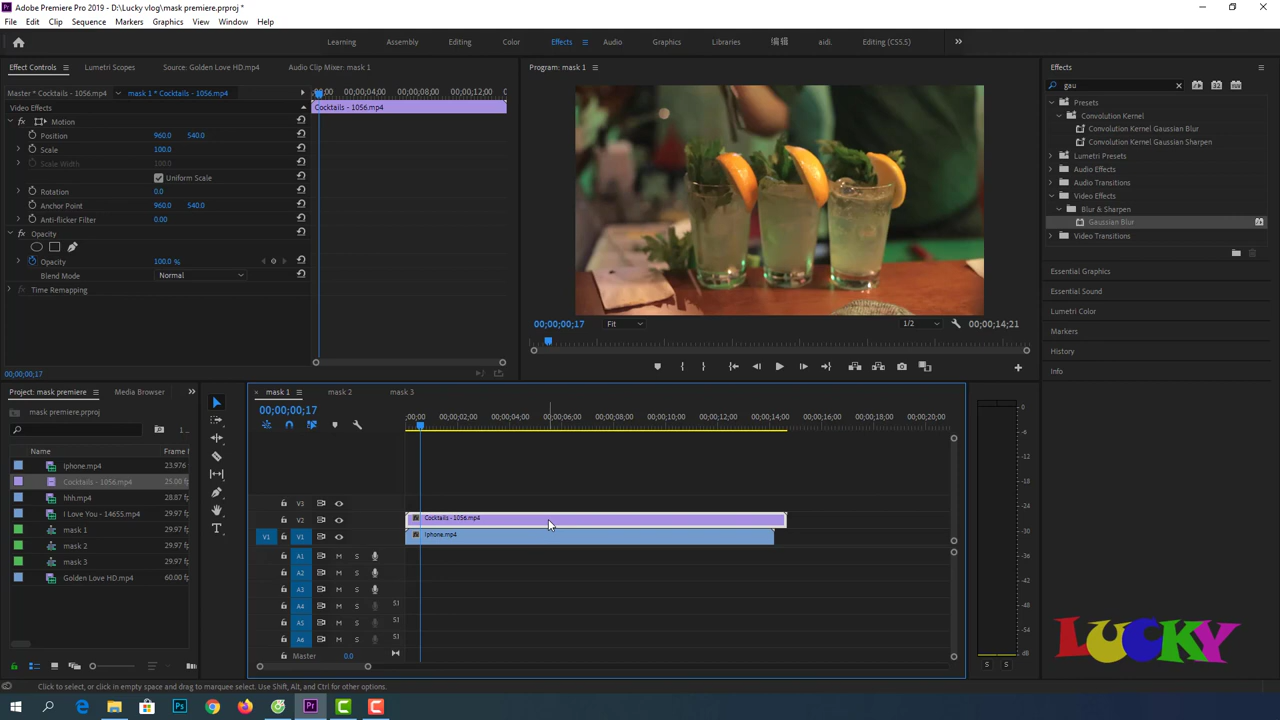 Adobe Premiere Pro 2019 - D:\Lucky vlog\mask premiere.prproj *
File Edit Clip Sequence Markers Graphics View Window Help
Learning Assembly Editing Color Effects Audio Graphics Libraries 编辑 aidi. Editing (CS5.5)
Effect Controls Lumetri Scopes Source: Golden Love HD.mp4 Audio Clip Mixer: mask 1
Program: mask 1
Effects
Master * Cocktails - 1056.mp4 mask 1 * Cocktails - 1056.mp4
;00;00 00;00;04;00 00;00;08;00 00;00;12;00
gau
Video Effects
Cocktails - 1056.mp4
Motion
Position 960.0 540.0
Scale 100.0
Scale Width 100.0
Uniform Scale
Rotation 0.0
Anchor Point 960.0 540.0
Anti-flicker Filter 0.00
Opacity
Opacity 100.0 %
Blend Mode Normal
Time Remapping
00;00;00;17
00;00;00;17 Fit 1/2 00;00;14;21
Presets
Convolution Kernel
Convolution Kernel Gaussian Blur
Convolution Kernel Gaussian Sharpen
Lumetri Presets
Audio Effects
Audio Transitions
Video Effects
Blur & Sharpen
Gaussian Blur
Video Transitions
Essential Graphics
Essential Sound
Lumetri Color
Markers
History
Info
Project: mask premiere Media Browser
mask premiere.prproj
1 ...
Name Frame F
Iphone.mp4 23.976
Cocktails - 1056.mp4 25.00 f
hhh.mp4 28.87 f
I Love You - 14655.mp4 29.97 f
mask 1 29.97 f
mask 2 29.97 f
mask 3 29.97 f
Golden Love HD.mp4 60.00 f
mask 1 mask 2 mask 3
00;00;00;17
;00;00 00;00;02;00 00;00;04;00 00;00;06;00 00;00;08;00 00;00;10;00 00;00;12;00 00;00;14;00 00;00;16;00 00;00;18;00 00;00;20;00
V3
V2 Cocktails - 1056.mp4
V1 V1 Iphone.mp4
A1 M S
A2 M S
A3 M S
A4 M S S1
A5 M S S1
A6 M S S1
Master 0.0
0
-6
-12
-18
-24
-30
-36
-42
-48
-54
dB
S S
LUCKY
Click to select, or click in empty space and drag to marquee select. Use Shift, Alt, and Ctrl for other options.